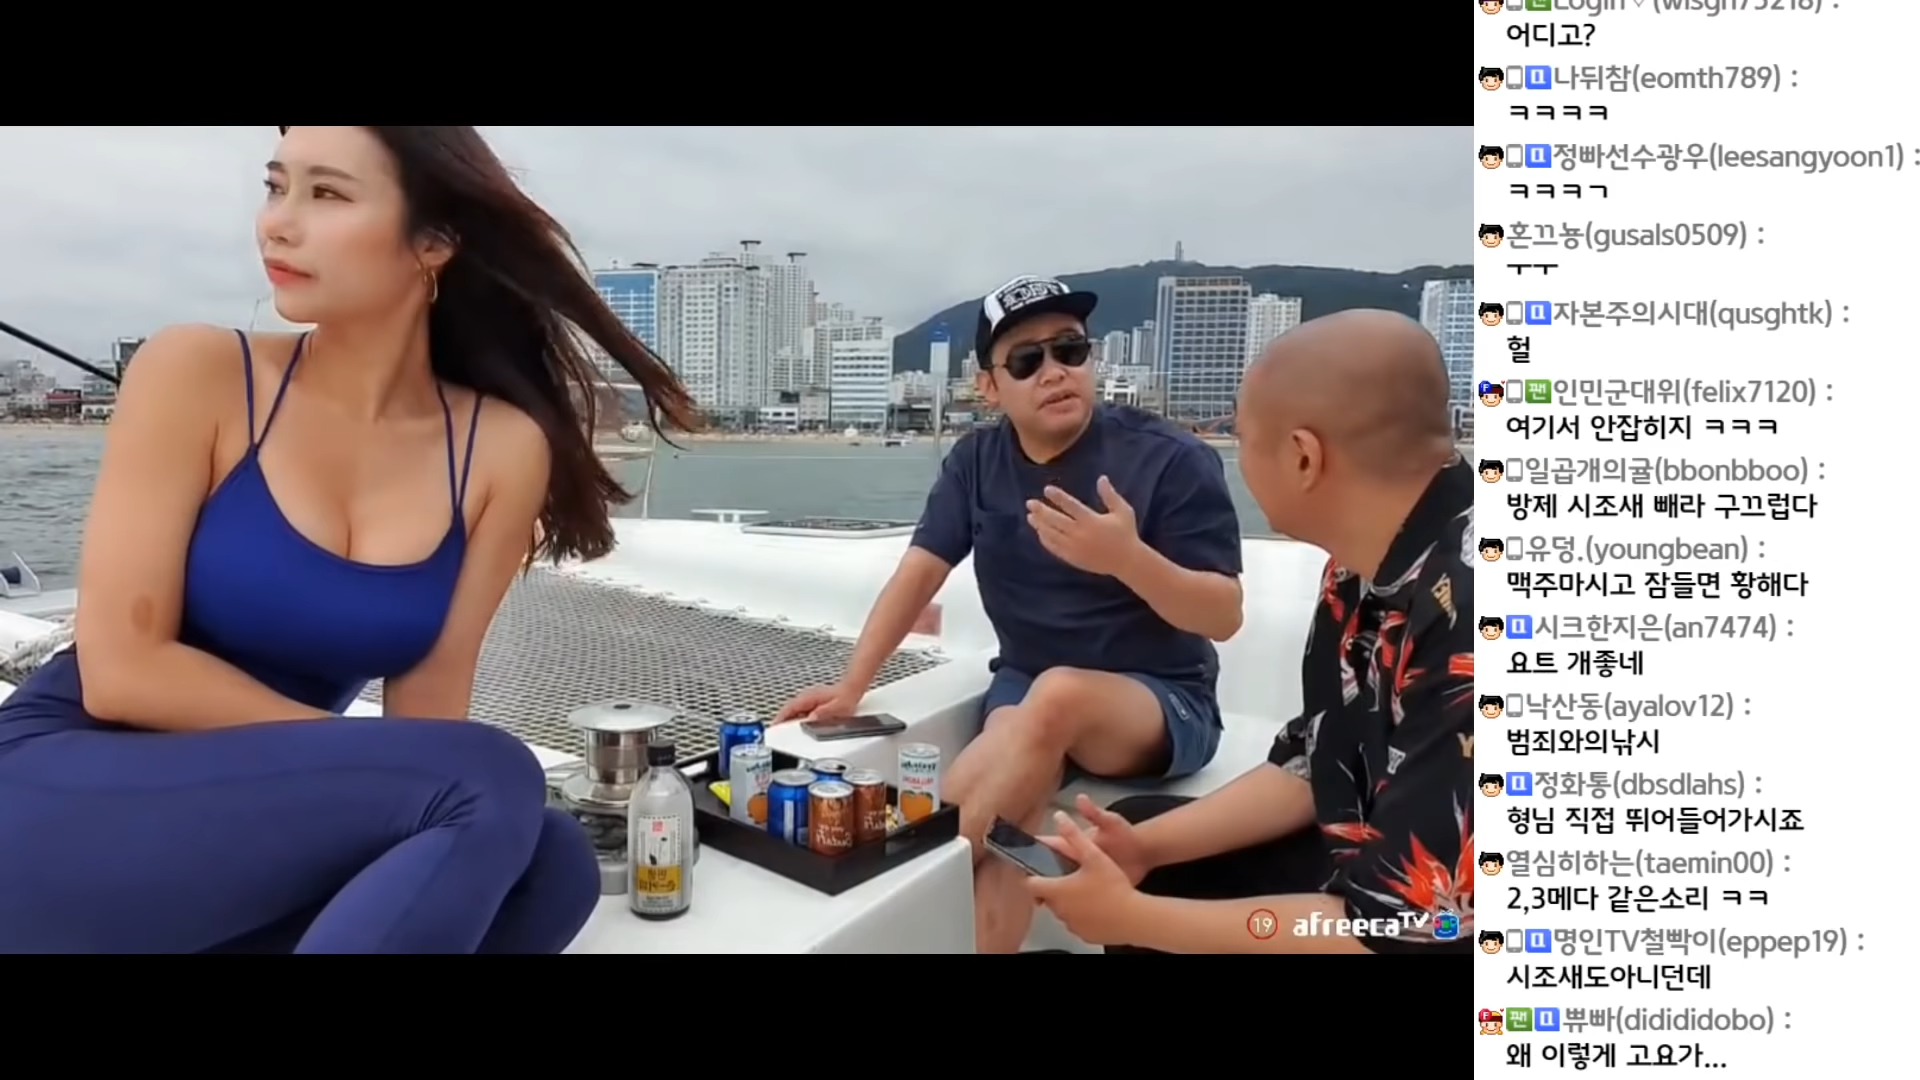 Login♡(wisgh75218) :
어디고?
나뒤참(eomth789) :
ㅋㅋㅋㅋ
정빠선수광우(leesangyoon1) :
ㅋㅋㅋㄱ
혼끄뇽(gusals0509) :
ㅜㅜ
자본주의시대(qusghtk) :
헐
팬 인민군대위(felix7120) :
여기서 안잡히지 ㅋㅋㅋ
일곱개의귤(bbonbboo) :
방제 시조새 빼라 구끄럽다
유덩.(youngbean) :
맥주마시고 잠들면 황해다
시크한지은(an7474) :
요트 개좋네
낙산동(ayalov12) :
범죄와의낚시
정화통(dbsdlahs) :
형님 직접 뛰어들어가시죠
열심히하는(taemin00) :
2,3메다 같은소리 ㅋㅋ
명인TV철빡이(eppep19) :
시조새도아니던데
팬 쀼빠(didididobo) :
왜 이렇게 고요가...
19 afreecaTV